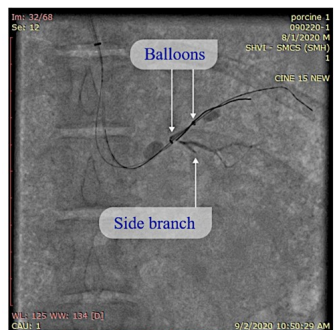 Im: 32/68
Se: 12
porcine 1
090220-1
8/1/2020 M
SHVI - SMCS (SMH)
1
CINE 15 NEW
Balloons
Side branch
WL: 125 WW: 134 [D]
CAU: 1
9/2/2020 10:50:29 AM